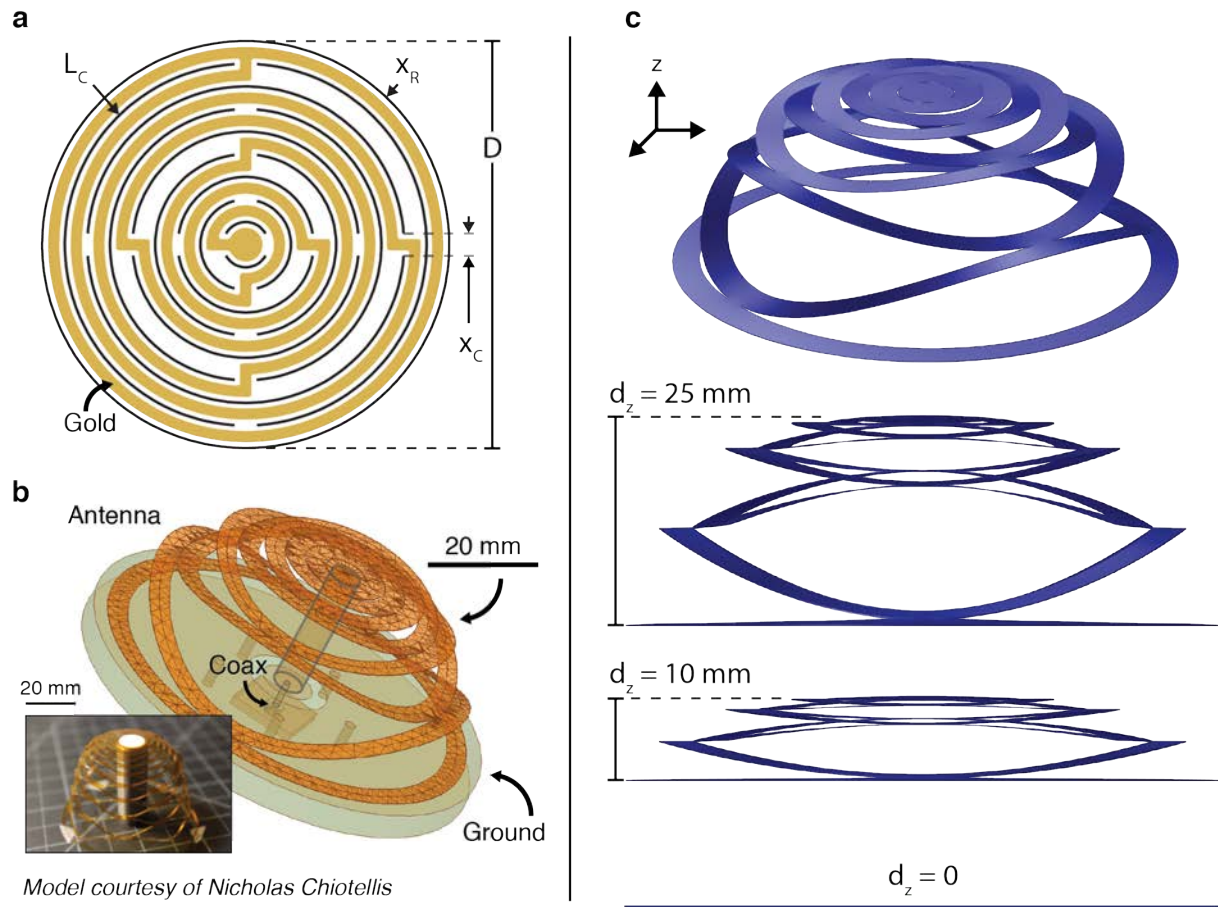 a
L_C
x_R
D
x_C
Gold
b
Antenna
20 mm
Coax
20 mm
Ground
Model courtesy of Nicholas Chiotellis
c
z
d_z = 25 mm
d_z = 10 mm
d_z = 0